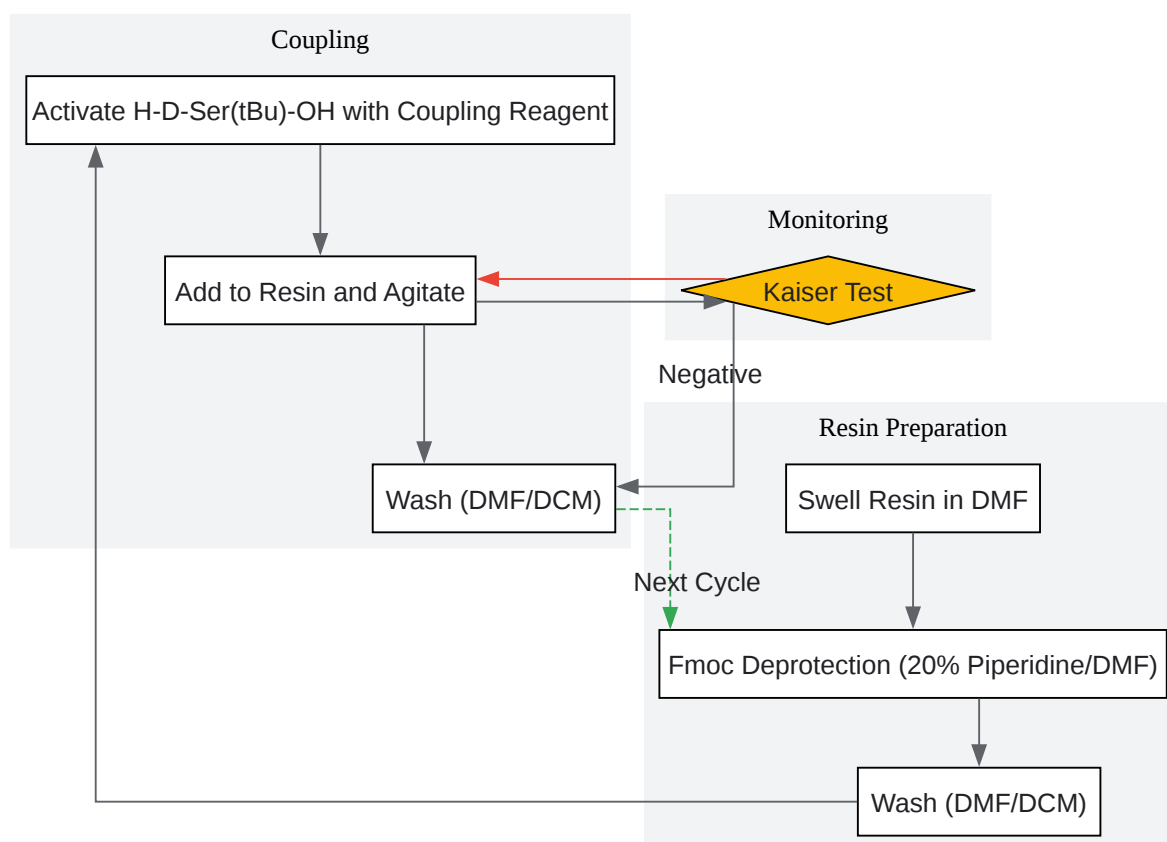 Coupling
Activate H-D-Ser(tBu)-OH with Coupling Reagent
Monitoring
Add to Resin and Agitate
Kaiser Test
Negative
Resin Preparation
Wash (DMF/DCM)
Swell Resin in DMF
Next Cycle
Fmoc Deprotection (20% Piperidine/DMF)
Wash (DMF/DCM)